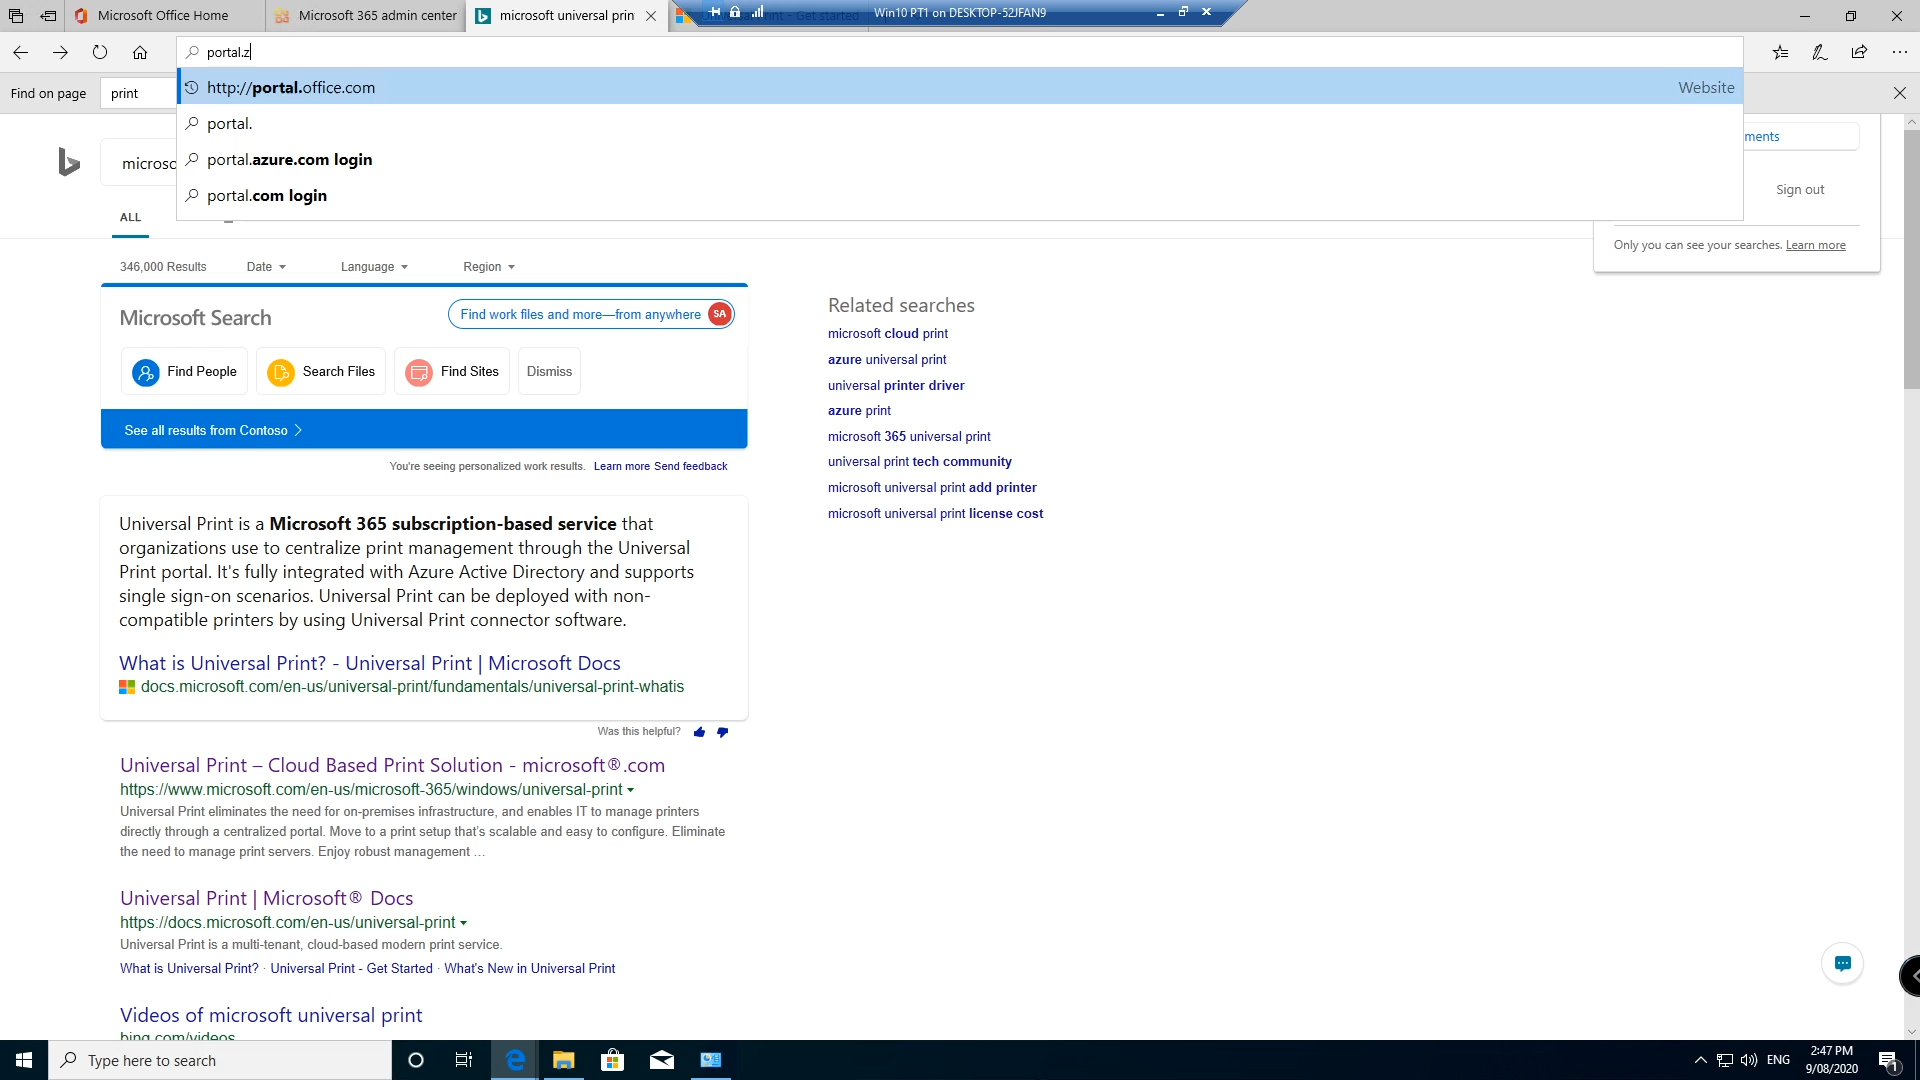 Microsoft Office Home
Microsoft 365 admin center
microsoft universal prin
Win10 PT1 on DESKTOP-52JFAN9
portal.z
Find on page
print
http://portal.office.com
Website
portal.
portal.azure.com login
portal.com login
microsc
ments
Sign out
Only you can see your searches. Learn more
ALL
346,000 Results
Date
Language
Region
Microsoft Search
Find work files and more—from anywhere
SA
Find People
Search Files
Find Sites
Dismiss
See all results from Contoso
You're seeing personalized work results. Learn more Send feedback
Universal Print is a Microsoft 365 subscription-based service that
organizations use to centralize print management through the Universal
Print portal. It's fully integrated with Azure Active Directory and supports
single sign-on scenarios. Universal Print can be deployed with non-
compatible printers by using Universal Print connector software.
What is Universal Print? - Universal Print | Microsoft Docs
docs.microsoft.com/en-us/universal-print/fundamentals/universal-print-whatis
Was this helpful?
Universal Print – Cloud Based Print Solution - microsoft®.com
https://www.microsoft.com/en-us/microsoft-365/windows/universal-print
Universal Print eliminates the need for on-premises infrastructure, and enables IT to manage printers
directly through a centralized portal. Move to a print setup that's scalable and easy to configure. Eliminate
the need to manage print servers. Enjoy robust management …
Universal Print | Microsoft® Docs
https://docs.microsoft.com/en-us/universal-print
Universal Print is a multi-tenant, cloud-based modern print service.
What is Universal Print? · Universal Print - Get Started · What's New in Universal Print
Videos of microsoft universal print
bing.com/videos
Related searches
microsoft cloud print
azure universal print
universal printer driver
azure print
microsoft 365 universal print
universal print tech community
microsoft universal print add printer
microsoft universal print license cost
Type here to search
ENG
2:47 PM
9/08/2020
1